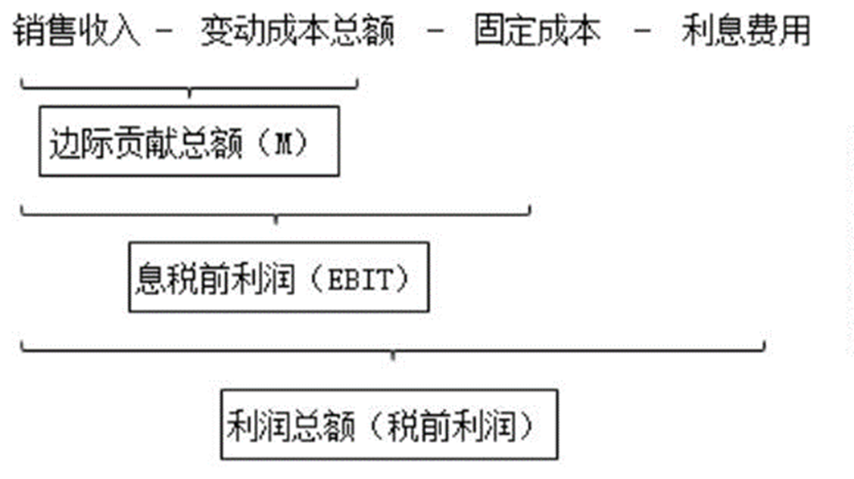 销售收入 - 变动成本总额 - 固定成本 - 利息费用
边际贡献总额（M）
息税前利润（EBIT）
利润总额（税前利润）